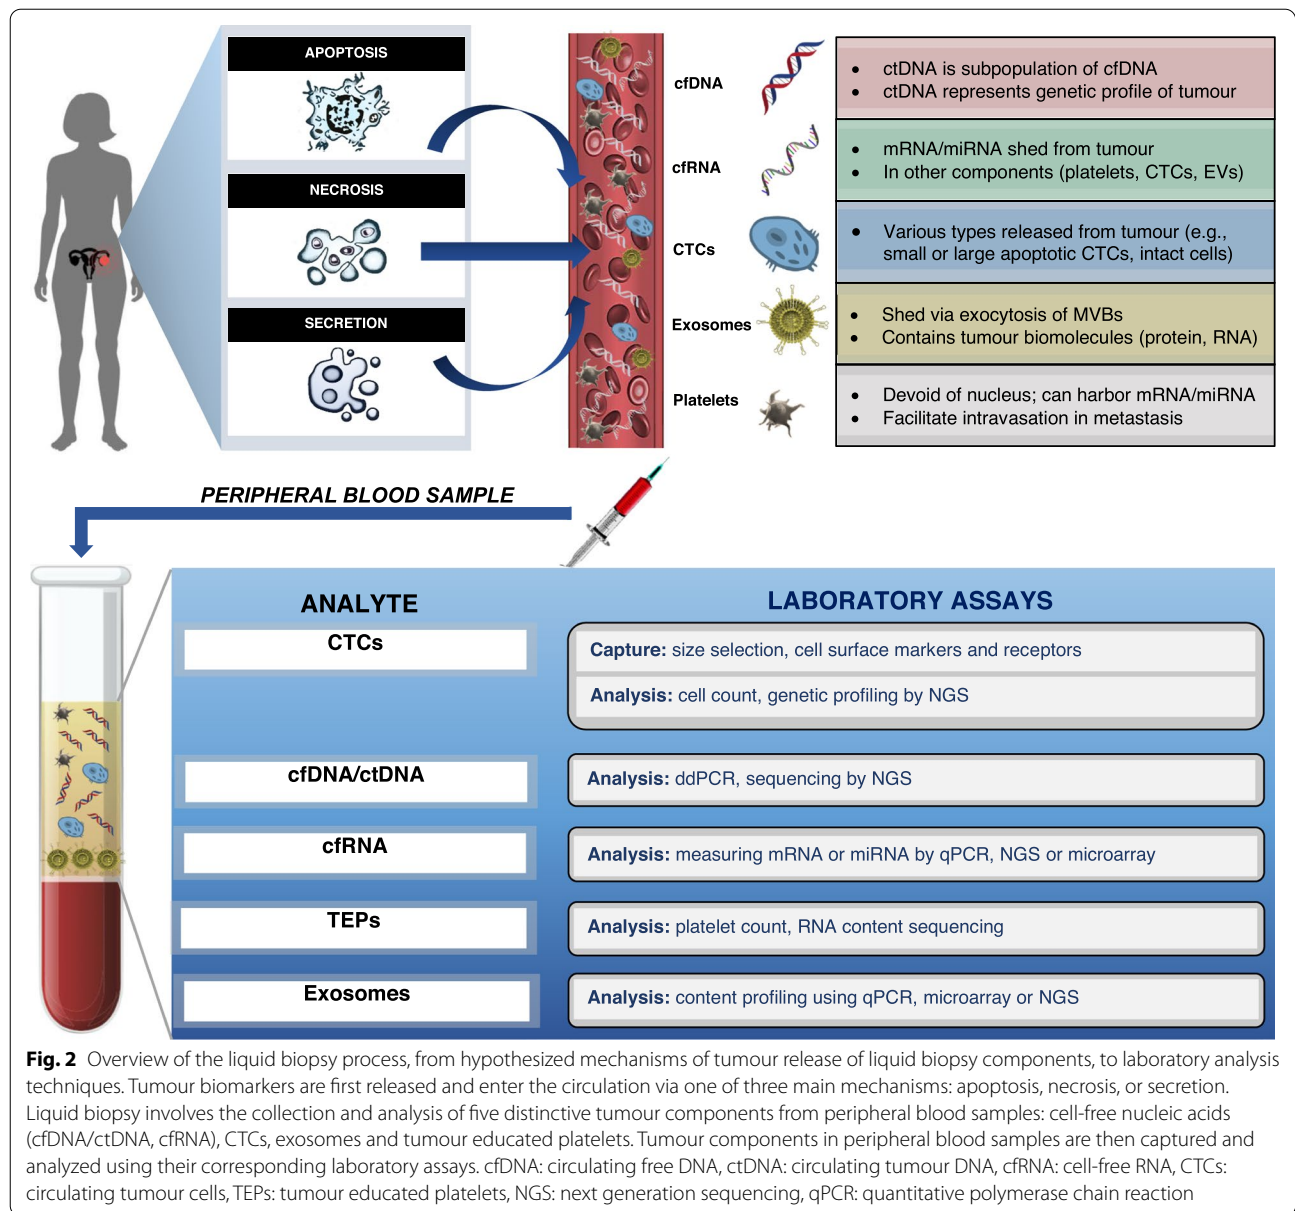 APOPTOSIS
NECROSIS
SECRETION
cfDNA
• ctDNA is subpopulation of cfDNA
• ctDNA represents genetic profile of tumour
cfRNA
• mRNA/miRNA shed from tumour
• In other components (platelets, CTCs, EVs)
CTCs
• Various types released from tumour (e.g.,
small or large apoptotic CTCs, intact cells)
Exosomes
• Shed via exocytosis of MVBs
• Contains tumour biomolecules (protein, RNA)
Platelets
• Devoid of nucleus; can harbor mRNA/miRNA
• Facilitate intravasation in metastasis
PERIPHERAL BLOOD SAMPLE
ANALYTE
LABORATORY ASSAYS
CTCs
Capture: size selection, cell surface markers and receptors
Analysis: cell count, genetic profiling by NGS
cfDNA/ctDNA
Analysis: ddPCR, sequencing by NGS
cfRNA
Analysis: measuring mRNA or miRNA by qPCR, NGS or microarray
TEPs
Analysis: platelet count, RNA content sequencing
Exosomes
Analysis: content profiling using qPCR, microarray or NGS
Fig. 2 Overview of the liquid biopsy process, from hypothesized mechanisms of tumour release of liquid biopsy components, to laboratory analysis
techniques. Tumour biomarkers are first released and enter the circulation via one of three main mechanisms: apoptosis, necrosis, or secretion.
Liquid biopsy involves the collection and analysis of five distinctive tumour components from peripheral blood samples: cell-free nucleic acids
(cfDNA/ctDNA, cfRNA), CTCs, exosomes and tumour educated platelets. Tumour components in peripheral blood samples are then captured and
analyzed using their corresponding laboratory assays. cfDNA: circulating free DNA, ctDNA: circulating tumour DNA, cfRNA: cell-free RNA, CTCs:
circulating tumour cells, TEPs: tumour educated platelets, NGS: next generation sequencing, qPCR: quantitative polymerase chain reaction